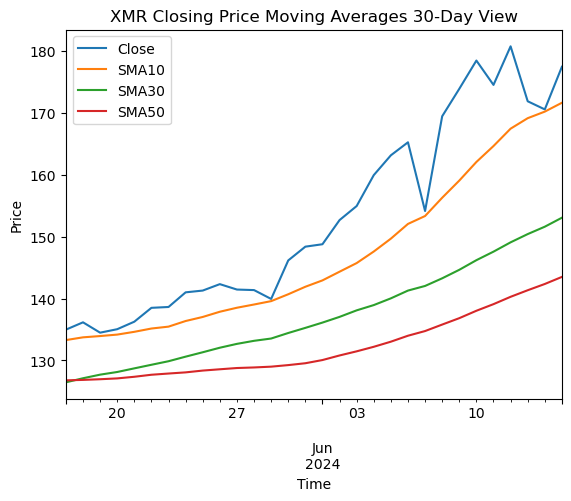 XMR Closing Price Moving Averages 30-Day View
Close
SMA10
SMA30
SMA50
180
170
160
150
140
130
Price
20
27
03
10
Jun
2024
Time